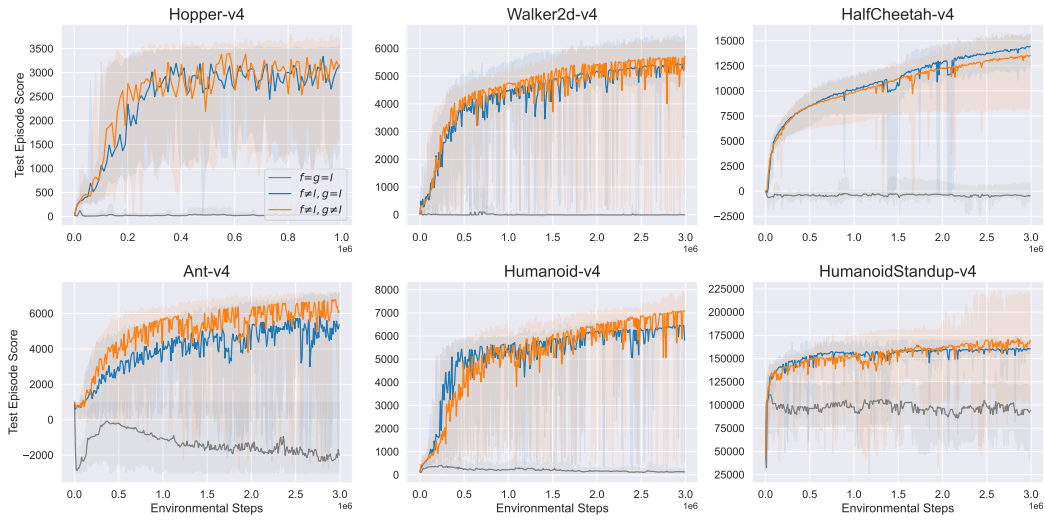 Hopper-v4
Walker2d-v4
HalfCheetah-v4
Test Episode Score
3500
3000
2500
2000
1500
1000
500
0
f=g=I
f≠I, g=I
f≠I, g≠I
0.0 0.2 0.4 0.6 0.8 1.0
1e6
6000
5000
4000
3000
2000
1000
0
0.0 0.5 1.0 1.5 2.0 2.5 3.0
1e6
15000
12500
10000
7500
5000
2500
0
−2500
0.0 0.5 1.0 1.5 2.0 2.5 3.0
1e6
Ant-v4
Humanoid-v4
HumanoidStandup-v4
Test Episode Score
6000
4000
2000
0
−2000
0.0 0.5 1.0 1.5 2.0 2.5 3.0
Environmental Steps
1e6
8000
7000
6000
5000
4000
3000
2000
1000
0
0.0 0.5 1.0 1.5 2.0 2.5 3.0
Environmental Steps
1e6
225000
200000
175000
150000
125000
100000
75000
50000
25000
0.0 0.5 1.0 1.5 2.0 2.5 3.0
Environmental Steps
1e6